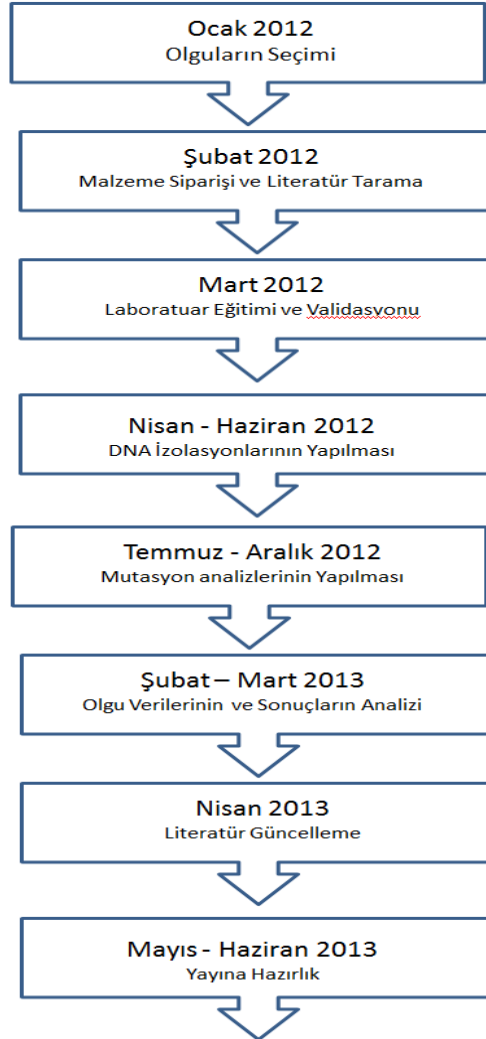 Ocak 2012
Olguların Seçimi
Şubat 2012
Malzeme Siparişi ve Literatür Tarama
Mart 2012
Laboratuar Eğitimi ve Validasyonu
Nisan - Haziran 2012
DNA İzolasyonlarının Yapılması
Temmuz - Aralık 2012
Mutasyon analizlerinin Yapılması
Şubat – Mart 2013
Olgu Verilerinin ve Sonuçların Analizi
Nisan 2013
Literatür Güncelleme
Mayıs - Haziran 2013
Yayına Hazırlık